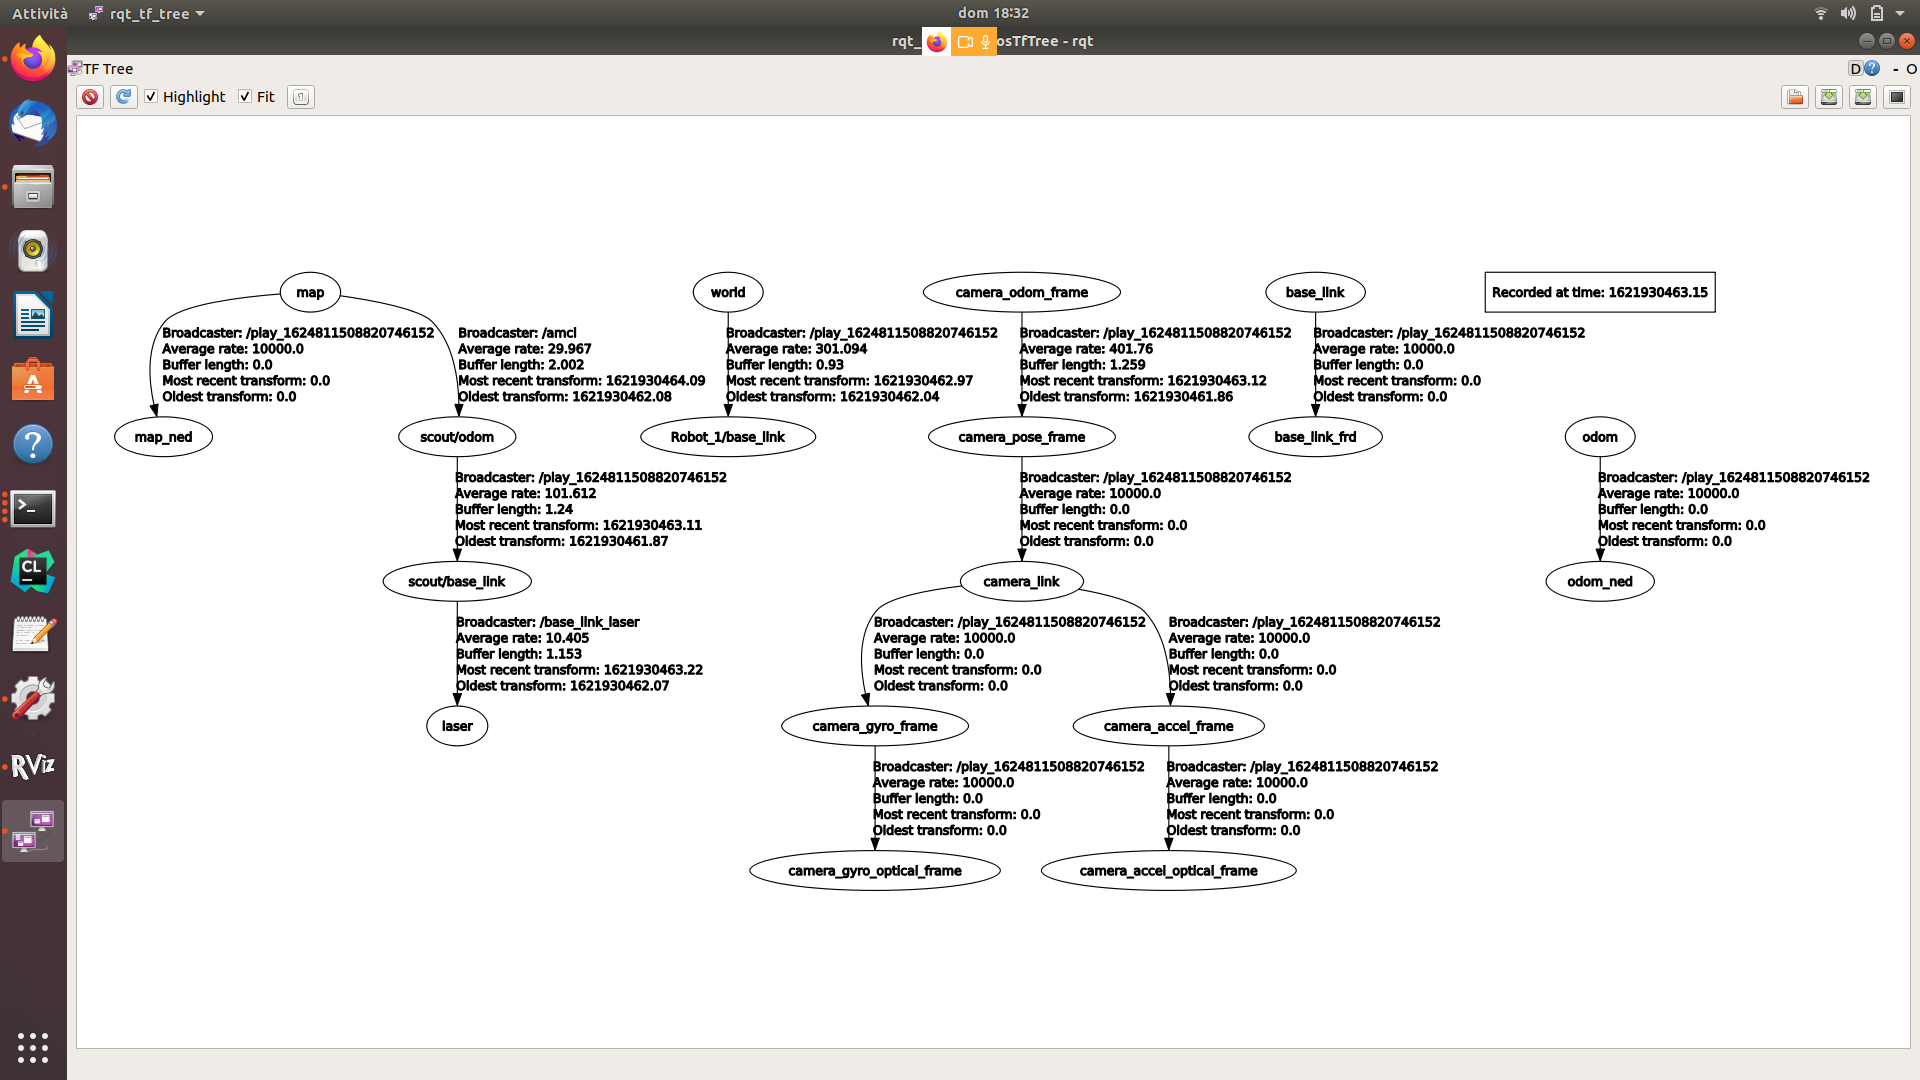 Attività
rqt_tf_tree
dom 18:32
rqt_ osTfTree - rqt
TF Tree
D
- O
Highlight
Fit
map
world
camera_odom_frame
base_link
Recorded at time: 1621930463.15
Broadcaster: /play_1624811508820746152
Average rate: 10000.0
Buffer length: 0.0
Most recent transform: 0.0
Oldest transform: 0.0
Broadcaster: /amcl
Average rate: 29.967
Buffer length: 2.002
Most recent transform: 1621930464.09
Oldest transform: 1621930462.08
Broadcaster: /play_1624811508820746152
Average rate: 301.094
Buffer length: 0.93
Most recent transform: 1621930462.97
Oldest transform: 1621930462.04
Broadcaster: /play_1624811508820746152
Average rate: 401.76
Buffer length: 1.259
Most recent transform: 1621930463.12
Oldest transform: 1621930461.86
Broadcaster: /play_1624811508820746152
Average rate: 10000.0
Buffer length: 0.0
Most recent transform: 0.0
Oldest transform: 0.0
map_ned
scout/odom
Robot_1/base_link
camera_pose_frame
base_link_frd
odom
Broadcaster: /play_1624811508820746152
Average rate: 101.612
Buffer length: 1.24
Most recent transform: 1621930463.11
Oldest transform: 1621930461.87
Broadcaster: /play_1624811508820746152
Average rate: 10000.0
Buffer length: 0.0
Most recent transform: 0.0
Oldest transform: 0.0
Broadcaster: /play_1624811508820746152
Average rate: 10000.0
Buffer length: 0.0
Most recent transform: 0.0
Oldest transform: 0.0
scout/base_link
camera_link
odom_ned
Broadcaster: /base_link_laser
Average rate: 10.405
Buffer length: 1.153
Most recent transform: 1621930463.22
Oldest transform: 1621930462.07
Broadcaster: /play_1624811508820746152
Average rate: 10000.0
Buffer length: 0.0
Most recent transform: 0.0
Oldest transform: 0.0
Broadcaster: /play_1624811508820746152
Average rate: 10000.0
Buffer length: 0.0
Most recent transform: 0.0
Oldest transform: 0.0
laser
camera_gyro_frame
camera_accel_frame
Broadcaster: /play_1624811508820746152
Average rate: 10000.0
Buffer length: 0.0
Most recent transform: 0.0
Oldest transform: 0.0
Broadcaster: /play_1624811508820746152
Average rate: 10000.0
Buffer length: 0.0
Most recent transform: 0.0
Oldest transform: 0.0
camera_gyro_optical_frame
camera_accel_optical_frame
CL
RViz